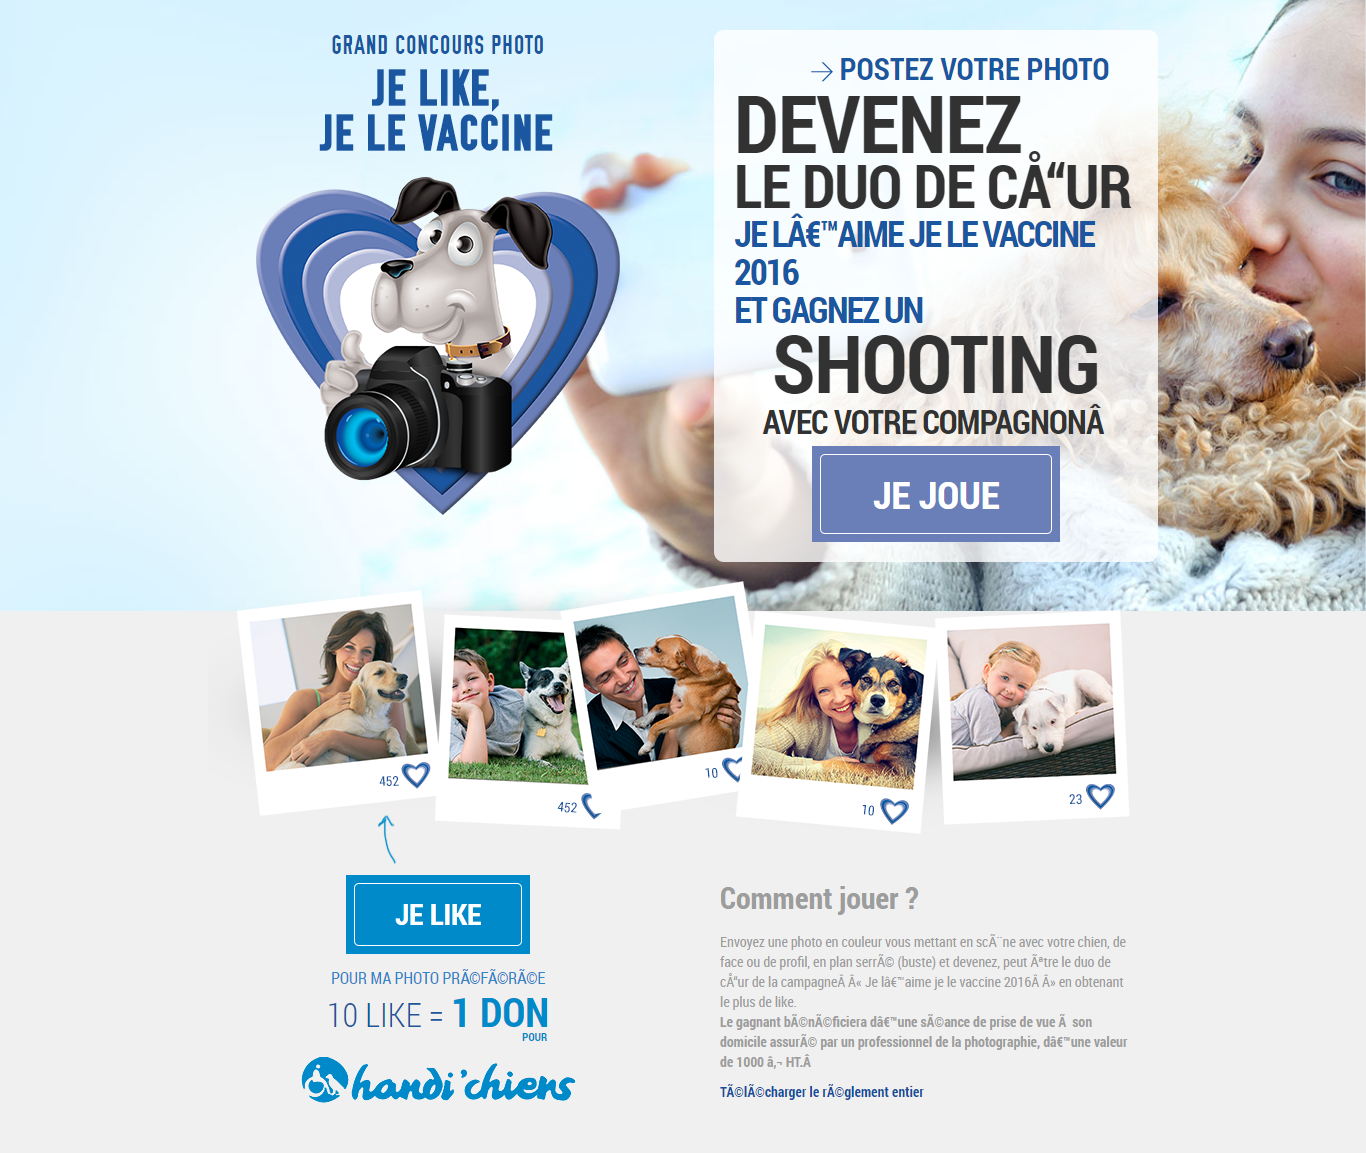 GRAND CONCOURS PHOTO
JE LIKE,
JE LE VACCINE
→ POSTEZ VOTRE PHOTO
DEVENEZ
LE DUO DE CÅ“UR
JE Lâ€™AIME JE LE VACCINE
2016
ET GAGNEZ UN
SHOOTING
AVEC VOTRE COMPAGNONÂ
JE JOUE
452
452
10
10
23
JE LIKE
POUR MA PHOTO PRÃ©FÃ©RÃ©E
10 LIKE = 1 DON
POUR
handi'chiens
Comment jouer ?
Envoyez une photo en couleur vous mettant en scÃ¨ne avec votre chien, de
face ou de profil, en plan serrÃ© (buste) et devenez, peut Ãªtre le duo de
cÅ“ur de la campagneÂ Â« Je lâ€™aime je le vaccine 2016Â Â» en obtenant
le plus de like.
Le gagnant bÃ©nÃ©ficiera dâ€™une sÃ©ance de prise de vue Ã  son
domicile assurÃ© par un professionnel de la photographie, dâ€™une valeur
de 1000 â‚¬ HT.Â
TÃ©lÃ©charger le rÃ©glement entier